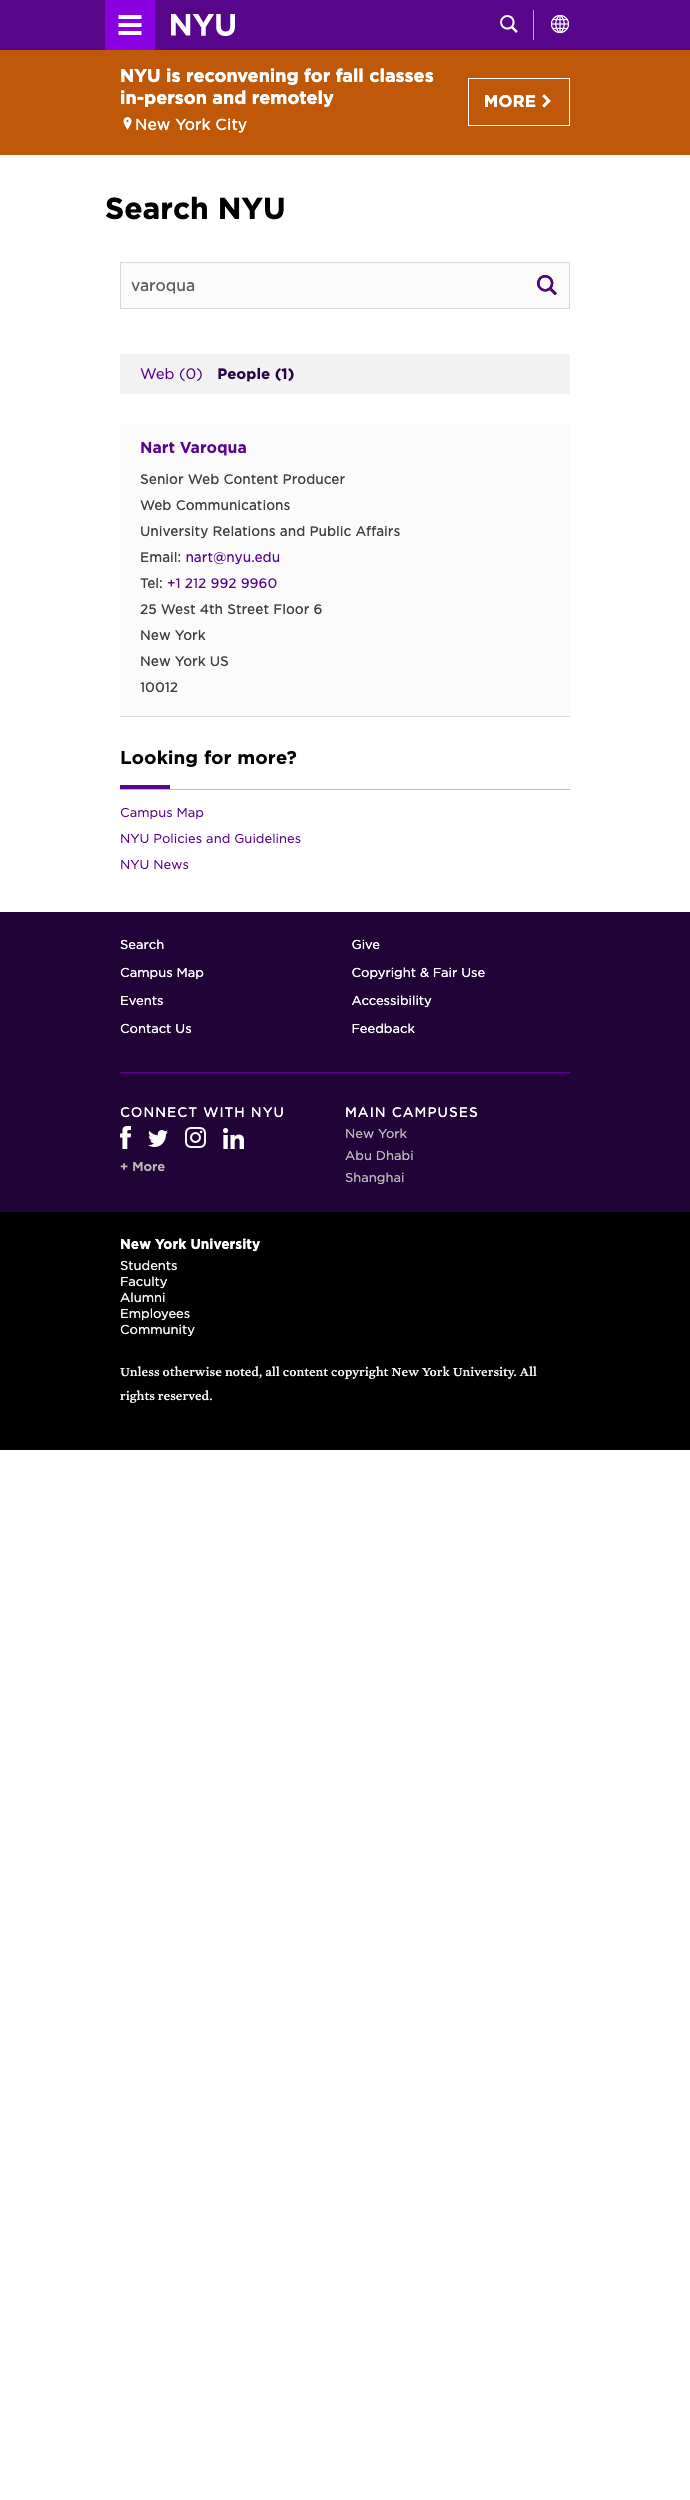 NYU
NYU is reconvening for fall classes
in-person and remotely
New York City
MORE
Search NYU
varoqua
Web (0) People (1)
Nart Varoqua
Senior Web Content Producer
Web Communications
University Relations and Public Affairs
Email: nart@nyu.edu
Tel: +1 212 992 9960
25 West 4th Street Floor 6
New York
New York US
10012
Looking for more?
Campus Map
NYU Policies and Guidelines
NYU News
Search
Campus Map
Events
Contact Us
Give
Copyright & Fair Use
Accessibility
Feedback
CONNECT WITH NYU
+ More
MAIN CAMPUSES
New York
Abu Dhabi
Shanghai
New York University
Students
Faculty
Alumni
Employees
Community
Unless otherwise noted, all content copyright New York University. All
rights reserved.